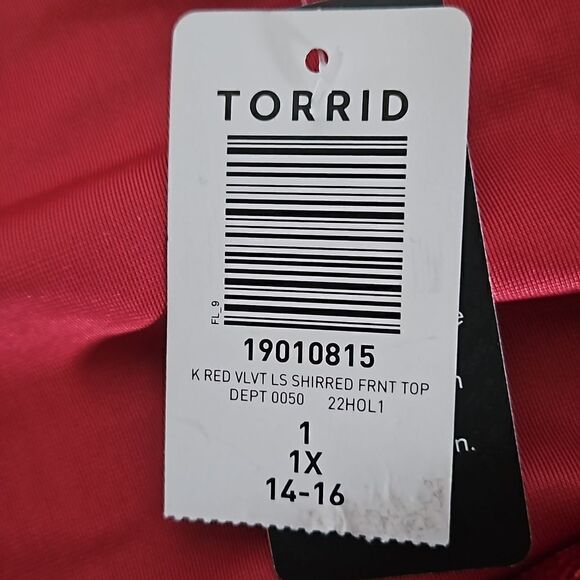 TORRID
FL_9
19010815
K RED VLVT LS SHIRRED FRNT TOP
DEPT 0050 22HOL1
1
1X
14-16
n.